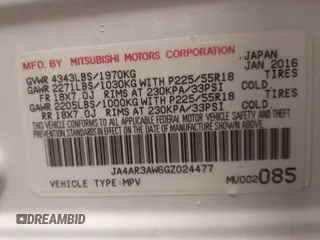 MFD BY MITSUBISHI MOTORS CORPORATION JAPAN
GVWR 4343LBS/1970KG JAN 2016
GAWR 2271LBS/1030KG WITH P225/55R18 TIRES
FR 18X7.0J RIMS AT 230KPA/33PSI COLD.
GAWR 2205LBS/1000KG WITH P225/55R18 TIRES
RR 18X7.0J RIMS AT 230KPA/33PSI COLD.
THIS VEHICLE CONFORMS TO ALL APPLICABLE
FEDERAL MOTOR VEHICLE SAFETY, BUMPER AND THEFT
PREVENTION STANDARDS IN EFFECT ON THE DATE OF
MANUFACTURE SHOWN ABOVE.
JA4AR3AW6GZ024477
VEHICLE TYPE:MPV MU002085
DREAMBID